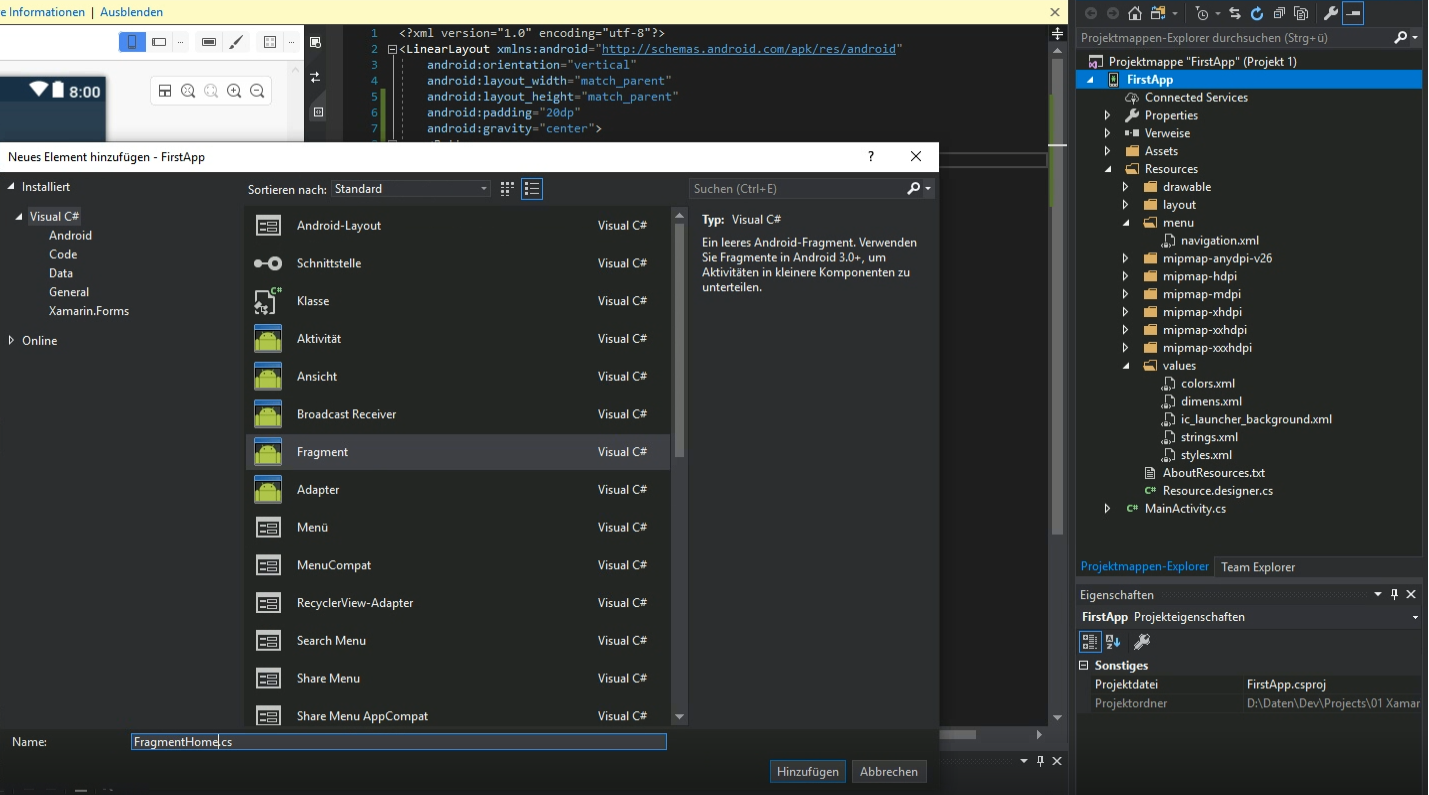 e Informationen | Ausblenden
8:00
1 <?xml version="1.0" encoding="utf-8"?>
2 <LinearLayout xmlns:android="http://schemas.android.com/apk/res/android"
3 android:orientation="vertical"
4 android:layout_width="match_parent"
5 android:layout_height="match_parent"
6 android:padding="20dp"
7 android:gravity="center">
Neues Element hinzufügen - FirstApp
?
Installiert
Visual C#
Android
Code
Data
General
Xamarin.Forms
Online
Sortieren nach: Standard
Android-Layout Visual C#
Schnittstelle Visual C#
Klasse Visual C#
Aktivität Visual C#
Ansicht Visual C#
Broadcast Receiver Visual C#
Fragment Visual C#
Adapter Visual C#
Menü Visual C#
MenuCompat Visual C#
RecyclerView-Adapter Visual C#
Search Menu Visual C#
Share Menu Visual C#
Share Menu AppCompat Visual C#
Suchen (Ctrl+E)
Typ: Visual C#
Ein leeres Android-Fragment. Verwenden
Sie Fragmente in Android 3.0+, um
Aktivitäten in kleinere Komponenten zu
unterteilen.
Name: FragmentHome.cs
Hinzufügen Abbrechen
Projektmappen-Explorer durchsuchen (Strg+ü)
Projektmappe "FirstApp" (Projekt 1)
FirstApp
Connected Services
Properties
Verweise
Assets
Resources
drawable
layout
menu
navigation.xml
mipmap-anydpi-v26
mipmap-hdpi
mipmap-mdpi
mipmap-xhdpi
mipmap-xxhdpi
mipmap-xxxhdpi
values
colors.xml
dimens.xml
ic_launcher_background.xml
strings.xml
styles.xml
AboutResources.txt
C# Resource.designer.cs
C# MainActivity.cs
Projektmappen-Explorer Team Explorer
Eigenschaften
FirstApp Projekteigenschaften
Sonstiges
Projektdatei FirstApp.csproj
Projektordner D:\Daten\Dev\Projects\01 Xamar